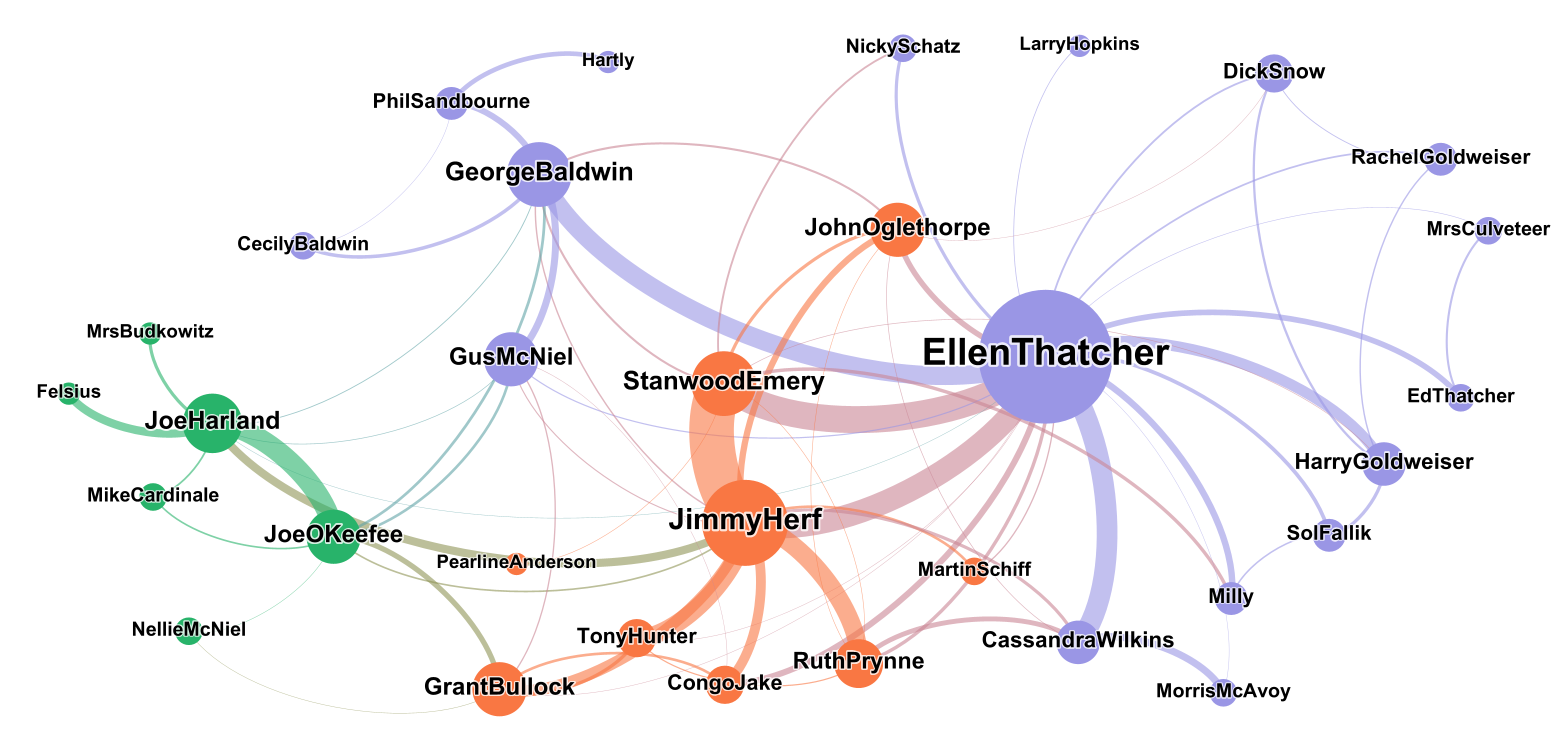 NickySchatz
LarryHopkins
Hartly
DickSnow
PhilSandbourne
RachelGoldweiser
GeorgeBaldwin
JohnOglethorpe
MrsCulveteer
CecilyBaldwin
MrsBudkowitz
EllenThatcher
GusMcNiel
StanwoodEmery
Felsius
EdThatcher
JoeHarland
HarryGoldweiser
MikeCardinale
JimmyHerf
JoeOKeefee
SolFallik
PearlineAnderson
MartinSchiff
Milly
NellieMcNiel
TonyHunter
CassandraWilkins
RuthPrynne
CongoJake
GrantBullock
MorrisMcAvoy